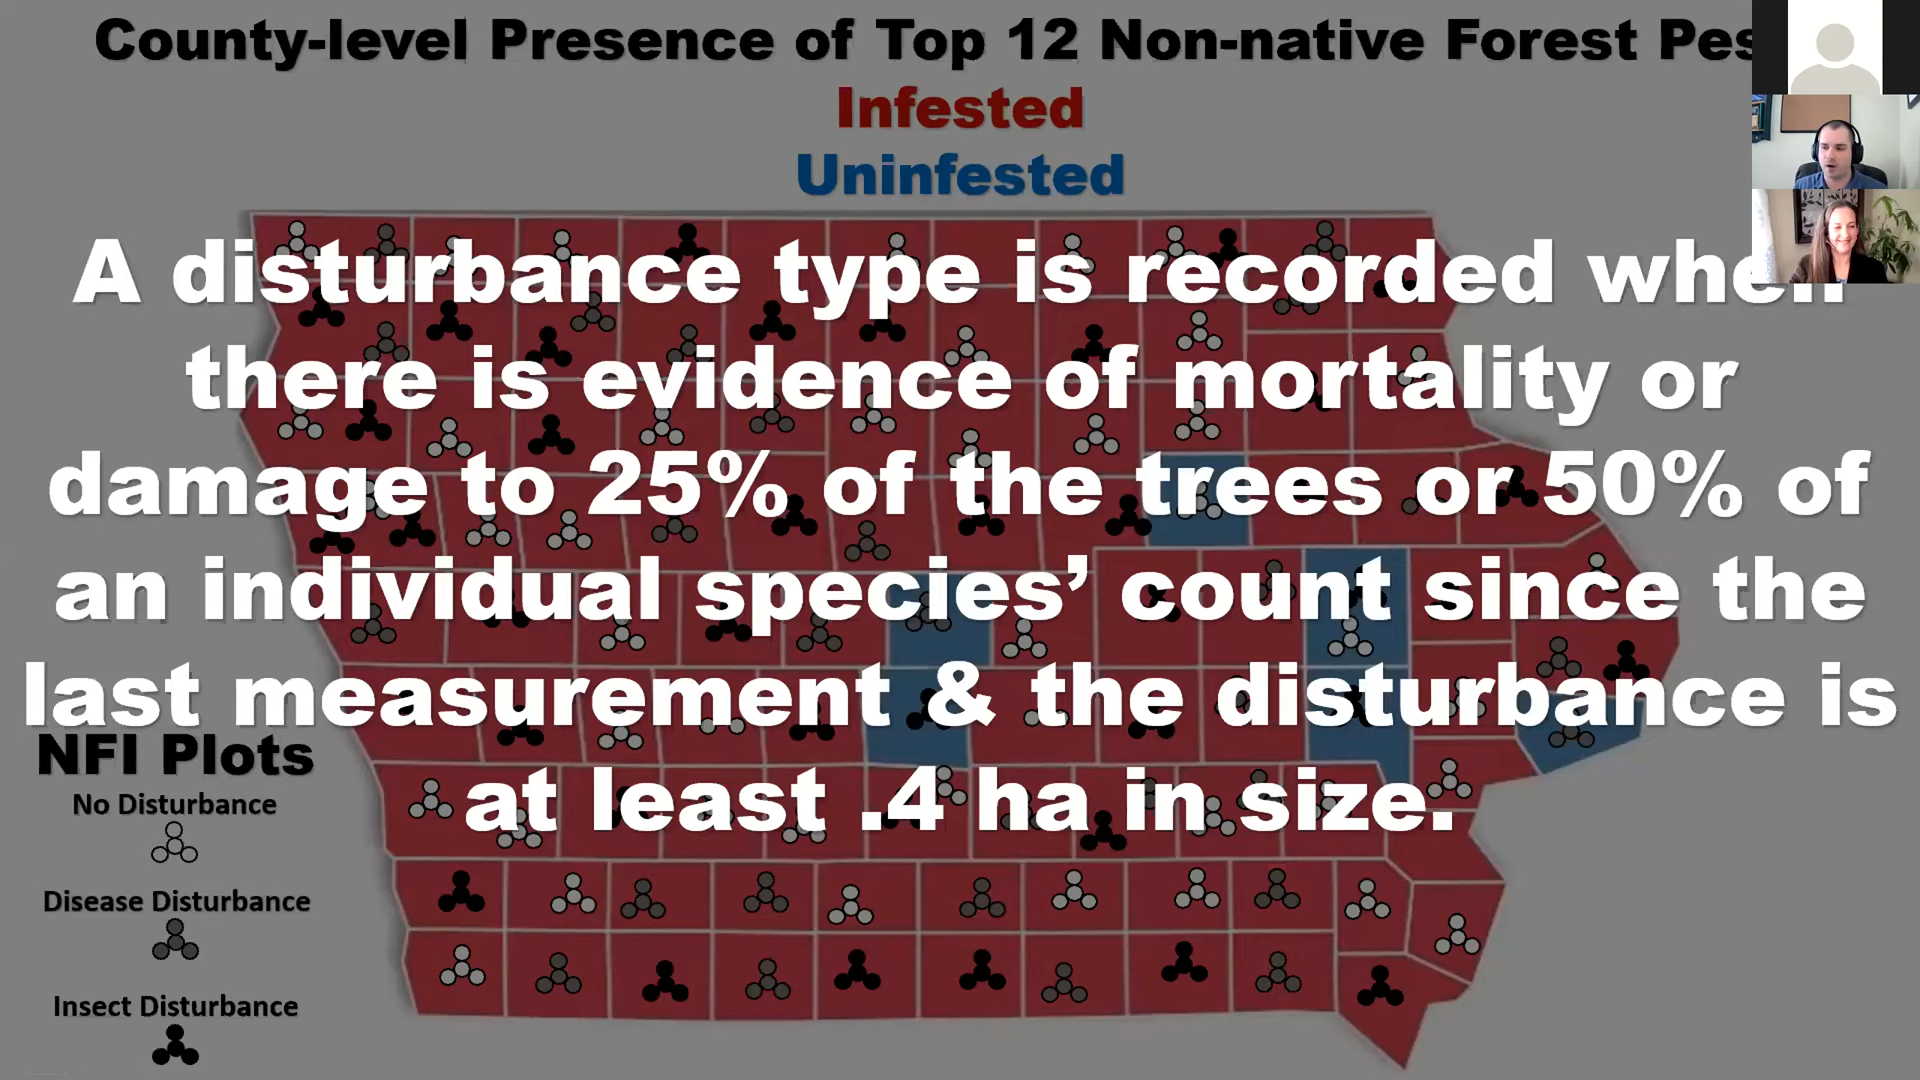 County-level Presence of Top 12 Non-native Forest Pes
Infested
Uninfested
A disturbance type is recorded when
there is evidence of mortality or
damage to 25% of the trees or 50% of
an individual species’ count since the
last measurement & the disturbance is
at least .4 ha in size.
NFI Plots
No Disturbance
Disease Disturbance
Insect Disturbance